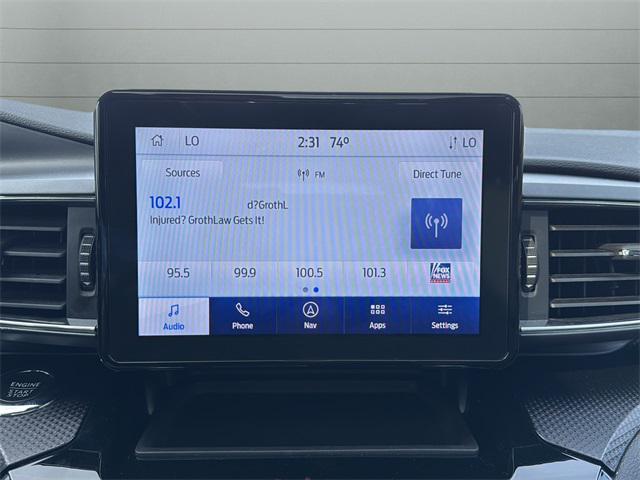 LO 2:31 74° LO
Sources FM Direct Tune
102.1 d?GrothL
Injured? GrothLaw Gets It!
95.5 99.9 100.5 101.3 FOX NEWS
Audio Phone Nav Apps Settings
ENGINE
START
STOP